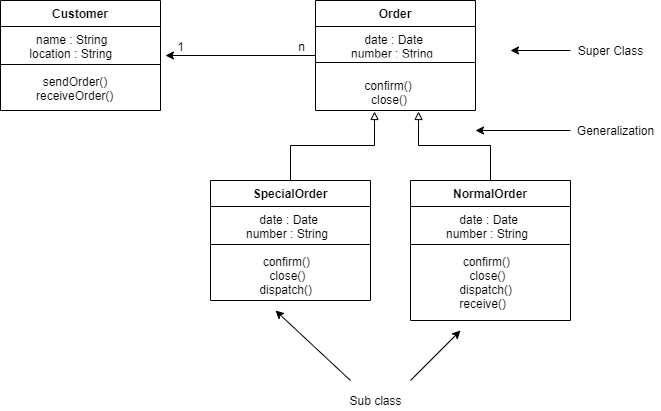 Customer
name : String
location : String
sendOrder()
receiveOrder()
1
n
Order
date : Date
number : String
confirm()
close()
Super Class
Generalization
SpecialOrder
date : Date
number : String
confirm()
close()
dispatch()
NormalOrder
date : Date
number : String
confirm()
close()
dispatch()
receive()
Sub class